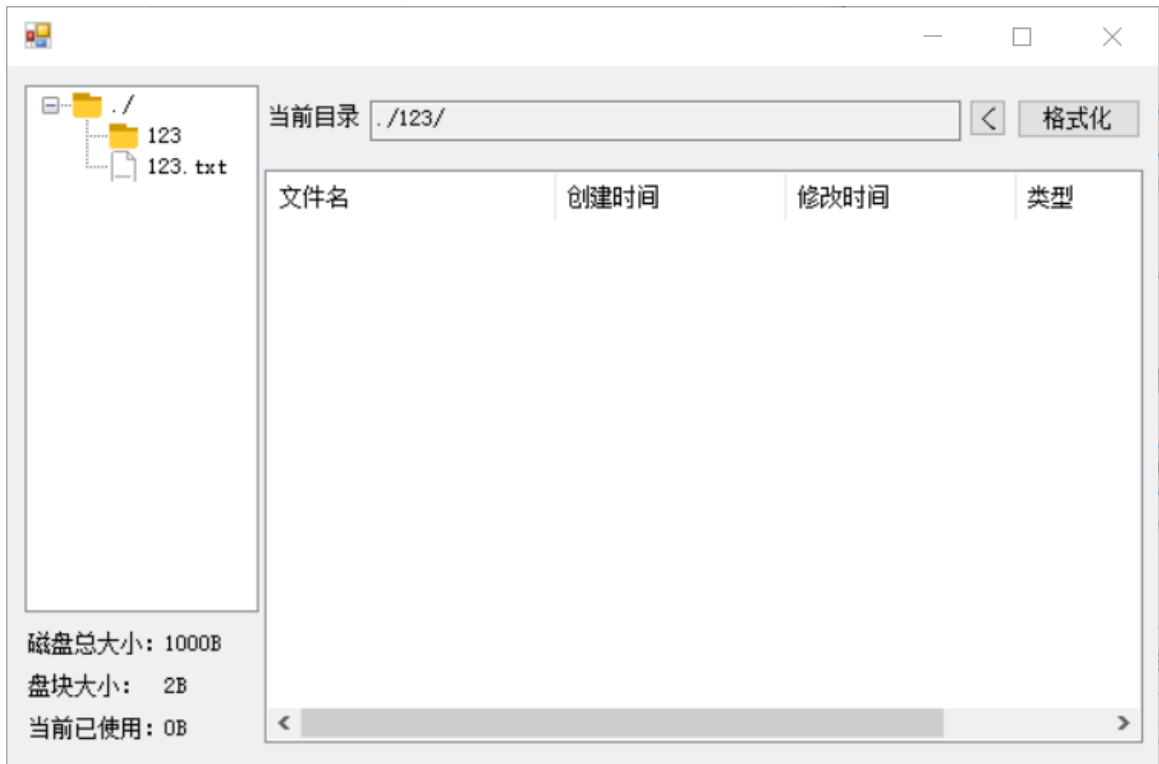 ./
123
123.txt
当前目录 ./123/ < 格式化
文件名 创建时间 修改时间 类型
磁盘总大小：1000B
盘块大小： 2B
当前已使用：0B